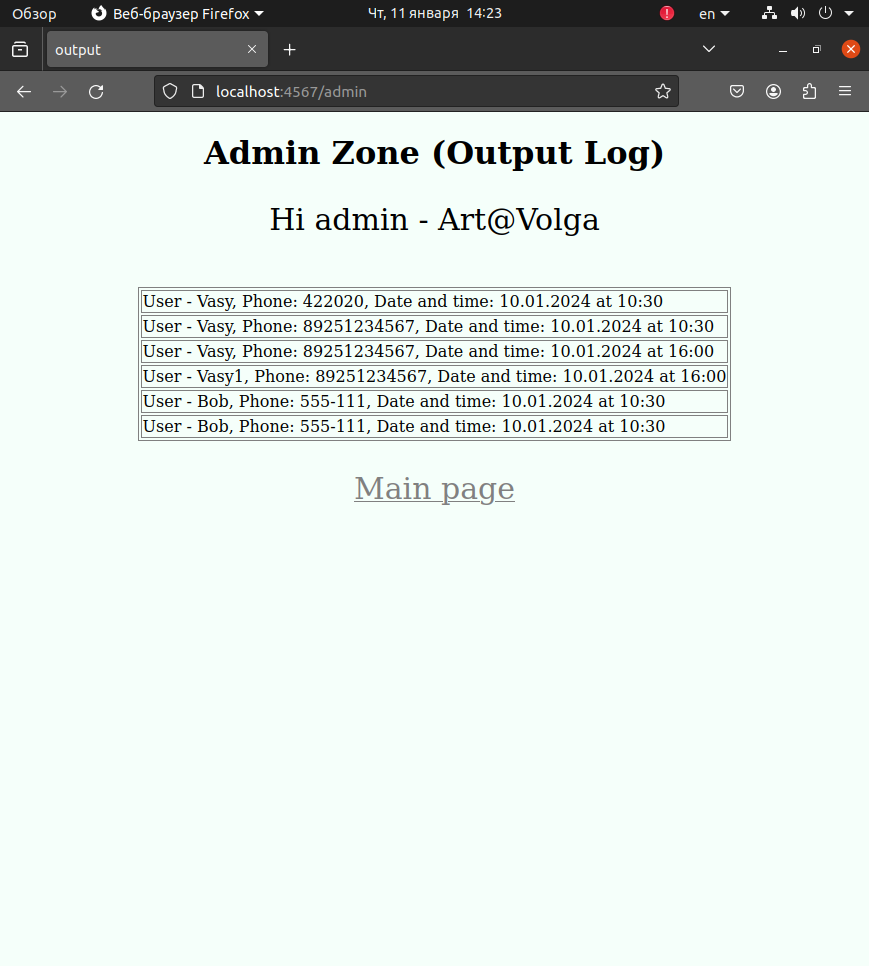 Обзор Веб-браузер Firefox Чт, 11 января 14:23 en
output
localhost:4567/admin
Admin Zone (Output Log)
Hi admin - Art@Volga
User - Vasy, Phone: 422020, Date and time: 10.01.2024 at 10:30
User - Vasy, Phone: 89251234567, Date and time: 10.01.2024 at 10:30
User - Vasy, Phone: 89251234567, Date and time: 10.01.2024 at 16:00
User - Vasy1, Phone: 89251234567, Date and time: 10.01.2024 at 16:00
User - Bob, Phone: 555-111, Date and time: 10.01.2024 at 10:30
User - Bob, Phone: 555-111, Date and time: 10.01.2024 at 10:30
Main page